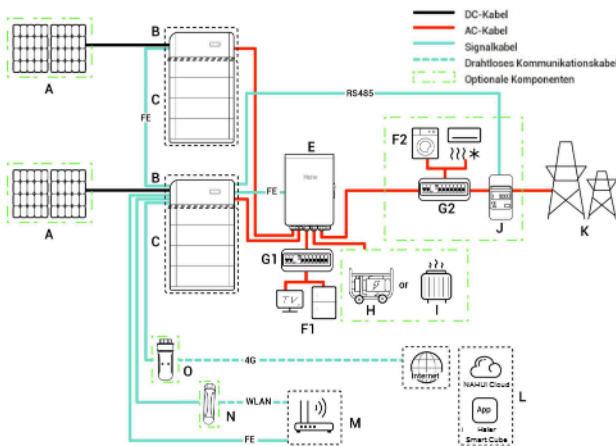 DC-Kabel
AC-Kabel
Signalkabel
Drahtloses Kommunikationskabel
Optionale Komponenten
A
B
C
FE
RS485
F2
E
G2
J
K
A
B
C
FE
G1
TV
F1
H
or
I
O
4G
Internet
NAHUI Cloud
L
App
Haier
Smart Cube
N
WLAN
M
FE